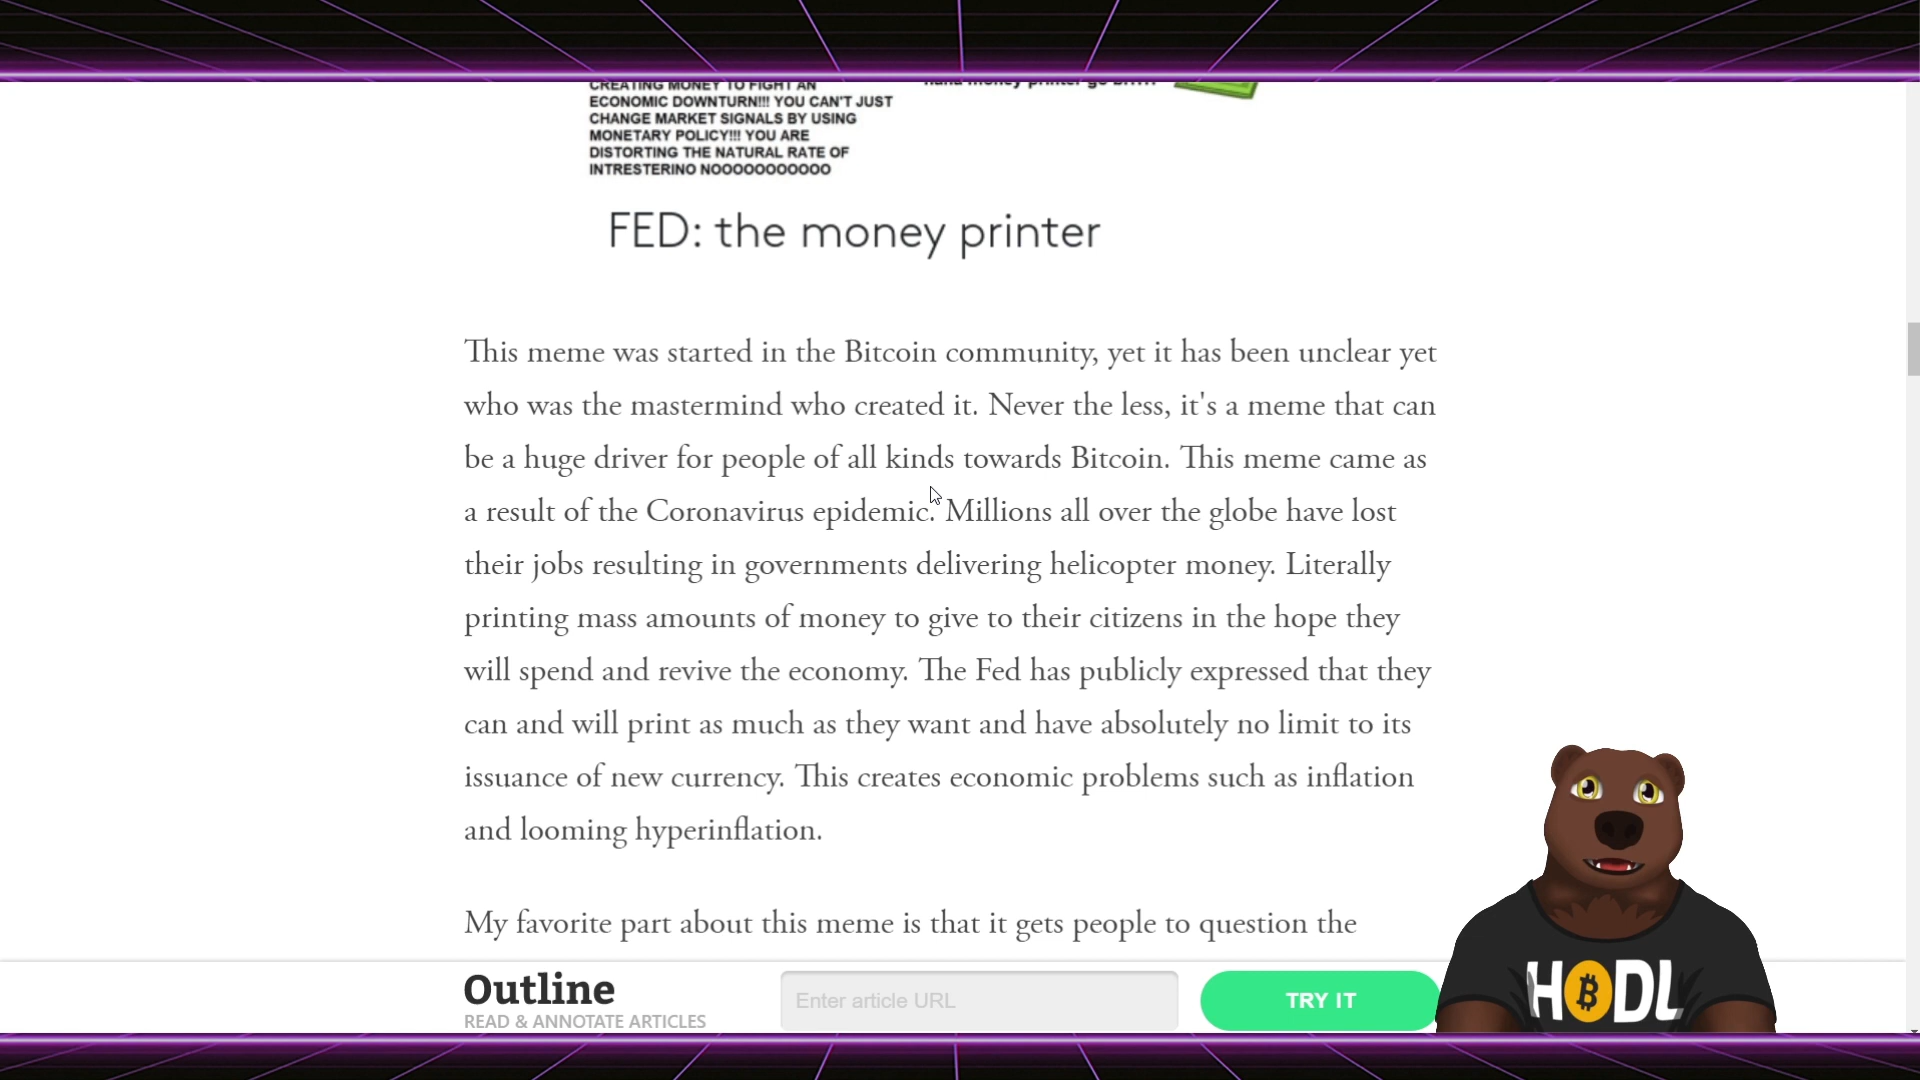 CREATING MONEY TO FIGHT AN
ECONOMIC DOWNTURN!!! YOU CAN'T JUST
CHANGE MARKET SIGNALS BY USING
MONETARY POLICY!!! YOU ARE
DISTORTING THE NATURAL RATE OF
INTRESTERINO NOOOOOOOOOOO
haha money printer go brrr
FED: the money printer
This meme was started in the Bitcoin community, yet it has been unclear yet
who was the mastermind who created it. Never the less, it's a meme that can
be a huge driver for people of all kinds towards Bitcoin. This meme came as
a result of the Coronavirus epidemic. Millions all over the globe have lost
their jobs resulting in governments delivering helicopter money. Literally
printing mass amounts of money to give to their citizens in the hope they
will spend and revive the economy. The Fed has publicly expressed that they
can and will print as much as they want and have absolutely no limit to its
issuance of new currency. This creates economic problems such as inflation
and looming hyperinflation.
My favorite part about this meme is that it gets people to question the
Outline
READ & ANNOTATE ARTICLES
Enter article URL
TRY IT
HODL